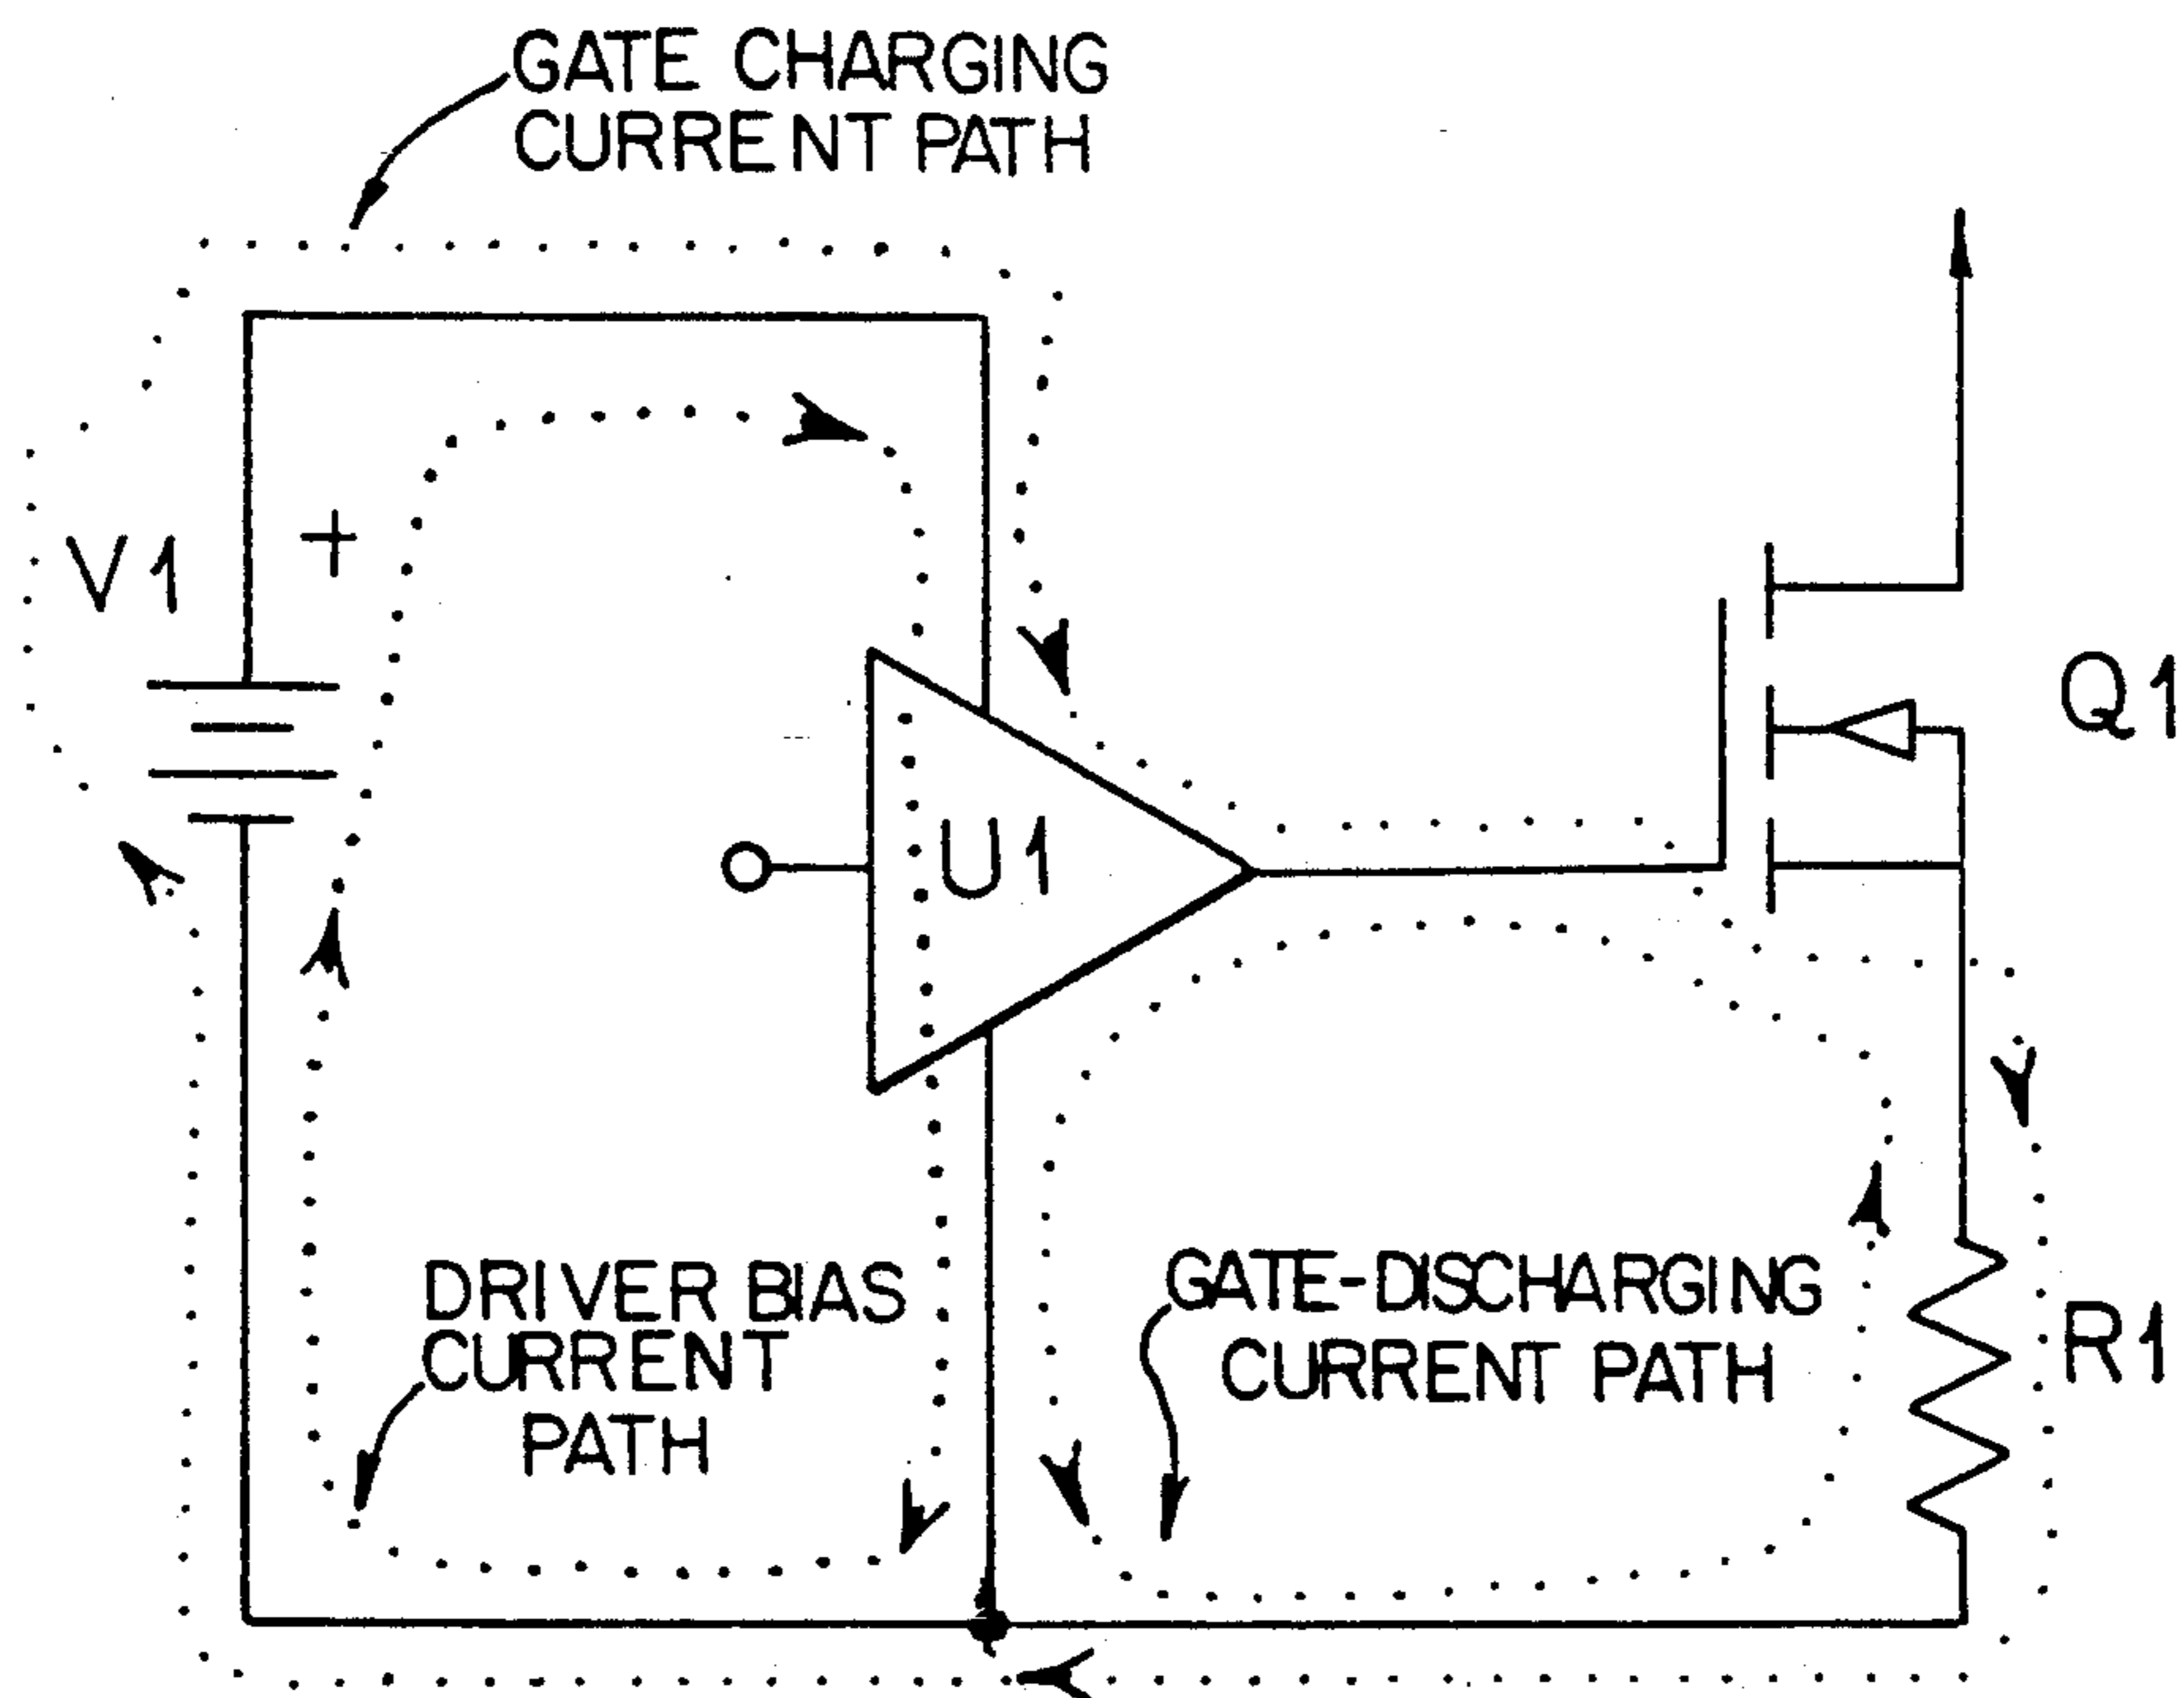 GATE CHARGING
CURRENT PATH
V1
+
Q1
U1
DRIVER BIAS
CURRENT
PATH
GATE-DISCHARGING
CURRENT PATH
R1